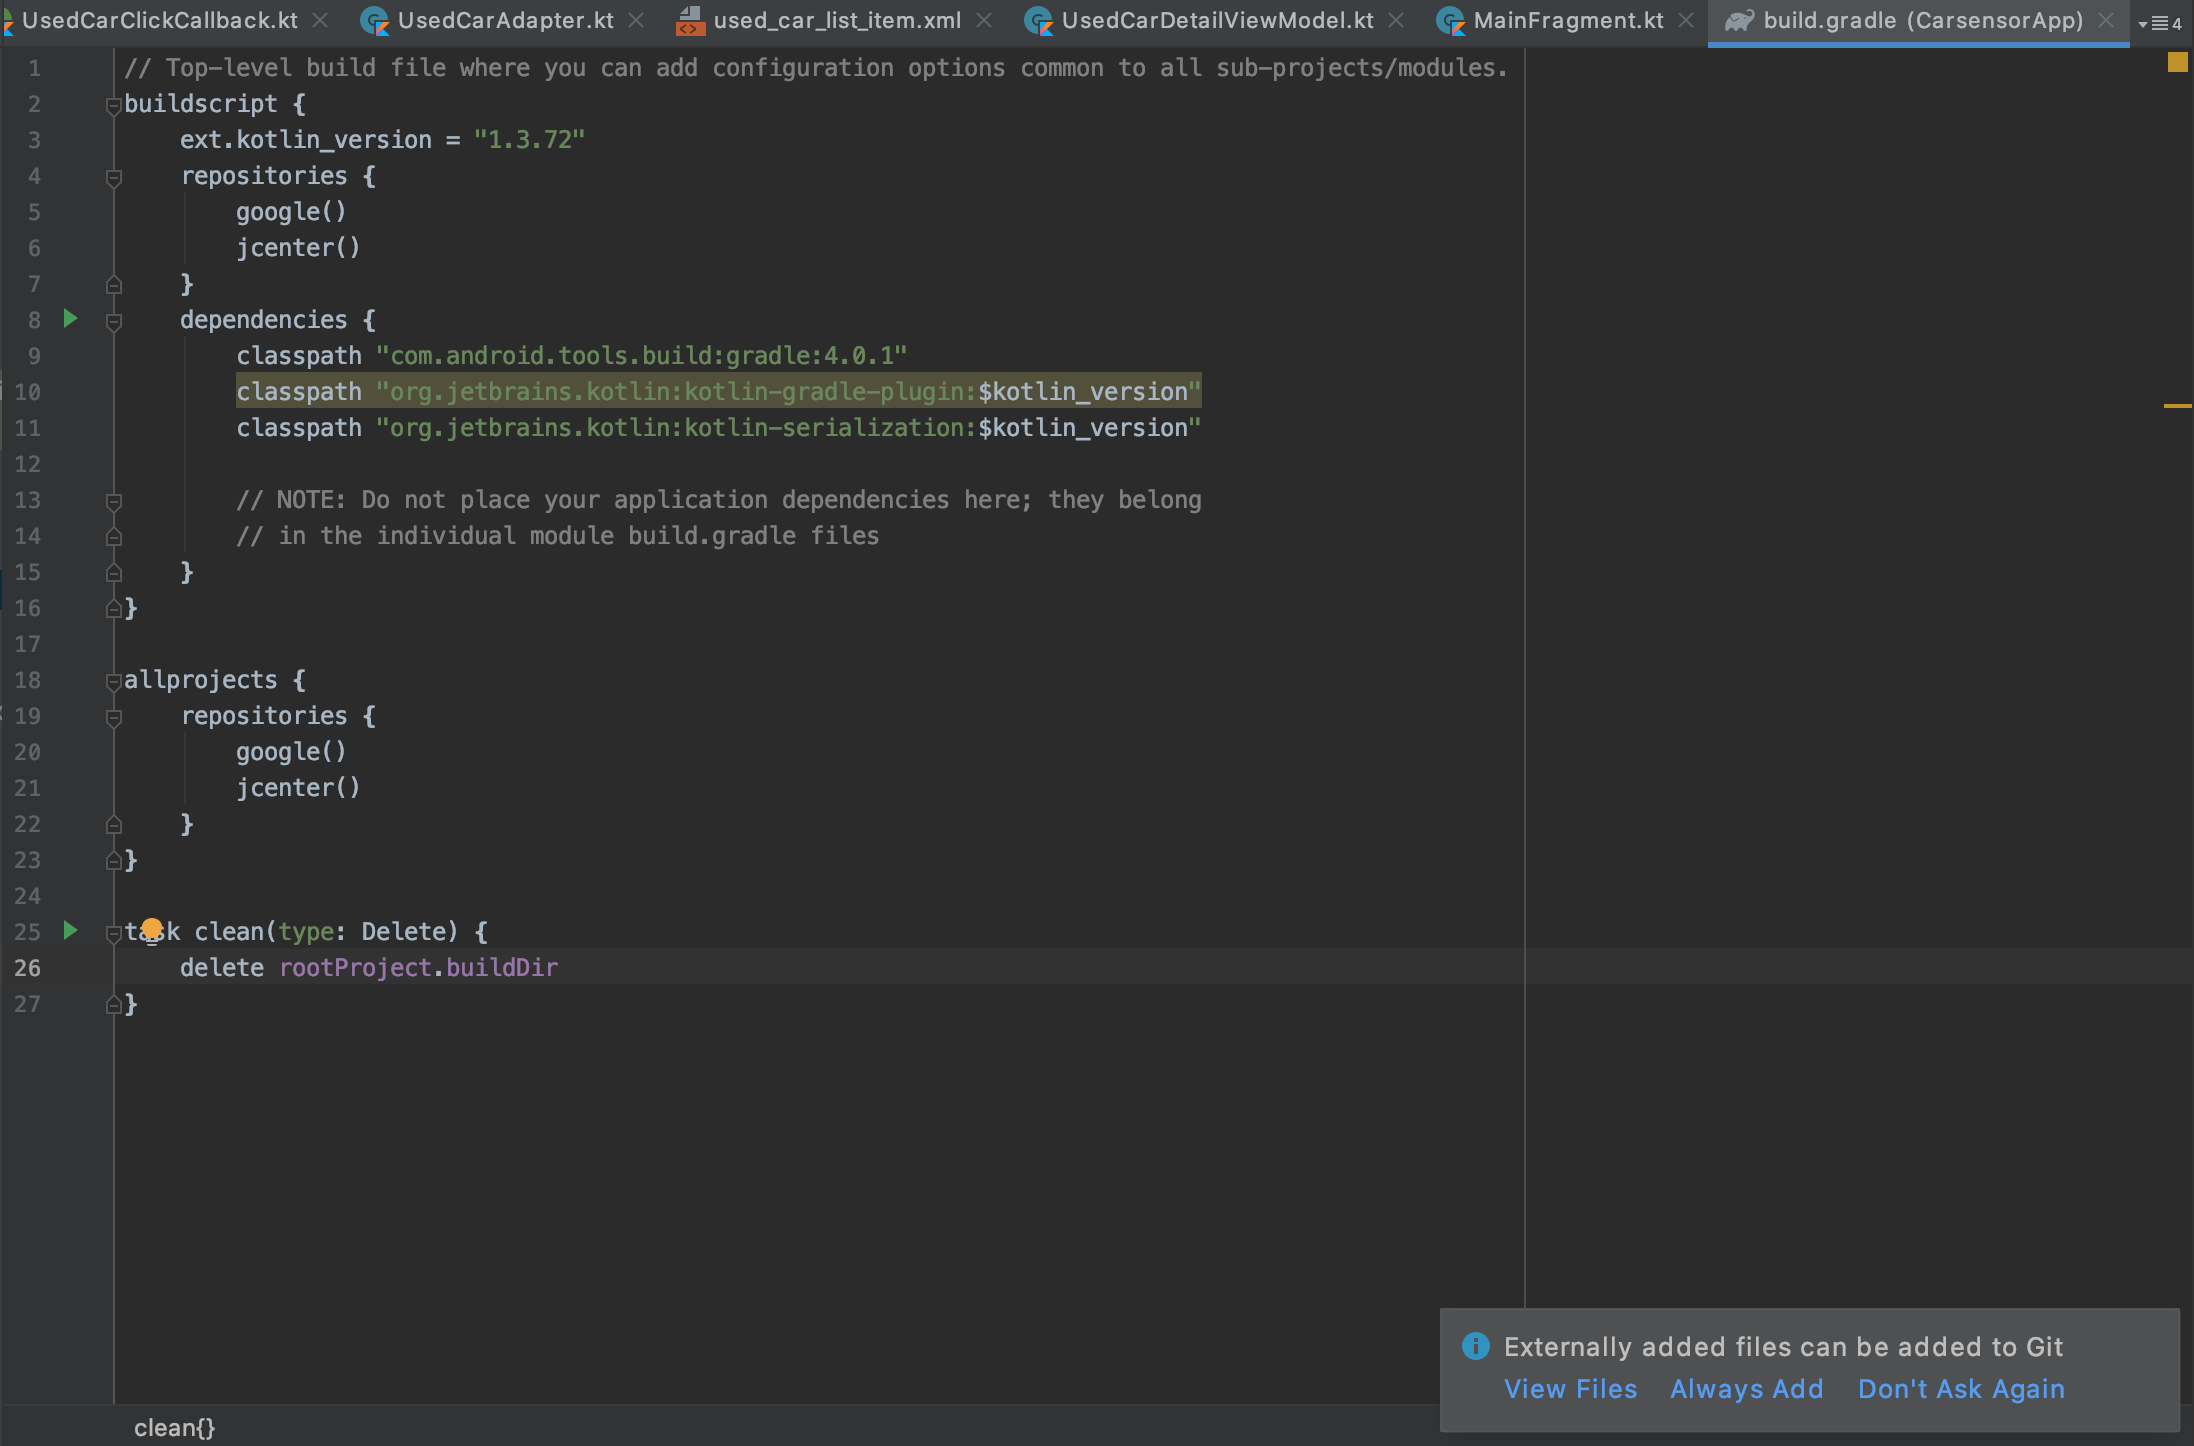 UsedCarClickCallback.kt UsedCarAdapter.kt used_car_list_item.xml UsedCarDetailViewModel.kt MainFragment.kt build.gradle (CarsensorApp) 4
1 // Top-level build file where you can add configuration options common to all sub-projects/modules.
2 buildscript {
3 ext.kotlin_version = "1.3.72"
4 repositories {
5 google()
6 jcenter()
7 }
8 dependencies {
9 classpath "com.android.tools.build:gradle:4.0.1"
10 classpath "org.jetbrains.kotlin:kotlin-gradle-plugin:$kotlin_version"
11 classpath "org.jetbrains.kotlin:kotlin-serialization:$kotlin_version"
12
13 // NOTE: Do not place your application dependencies here; they belong
14 // in the individual module build.gradle files
15 }
16 }
17
18 allprojects {
19 repositories {
20 google()
21 jcenter()
22 }
23 }
24
25 task clean(type: Delete) {
26 delete rootProject.buildDir
27 }
Externally added files can be added to Git
View Files Always Add Don't Ask Again
clean{}